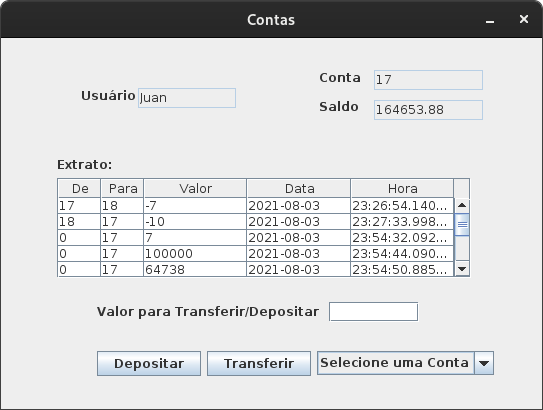 Contas
Usuário Juan
Conta 17
Saldo 164653.88
Extrato:
De Para Valor Data Hora
17 18 -7 2021-08-03 23:26:54.140...
18 17 -10 2021-08-03 23:27:33.998...
0 17 7 2021-08-03 23:54:32.092...
0 17 100000 2021-08-03 23:54:44.090...
0 17 64738 2021-08-03 23:54:50.885...
Valor para Transferir/Depositar
Depositar Transferir Selecione uma Conta